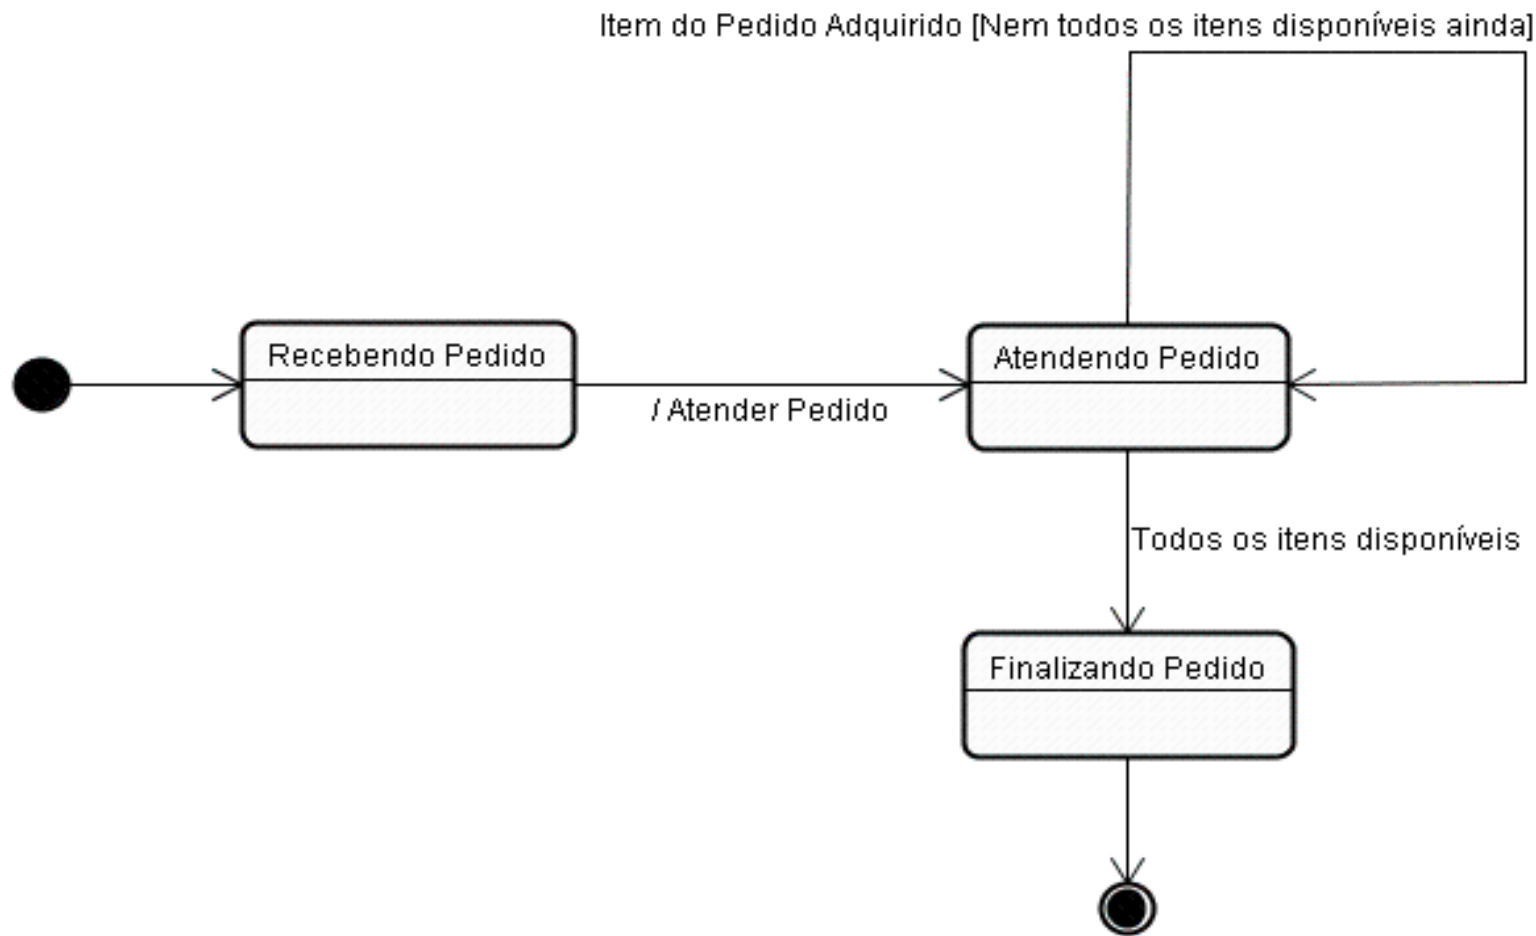 Item do Pedido Adquirido [Nem todos os itens disponíveis ainda]
Recebendo Pedido
Atendendo Pedido
/ Atender Pedido
Todos os itens disponíveis
Finalizando Pedido